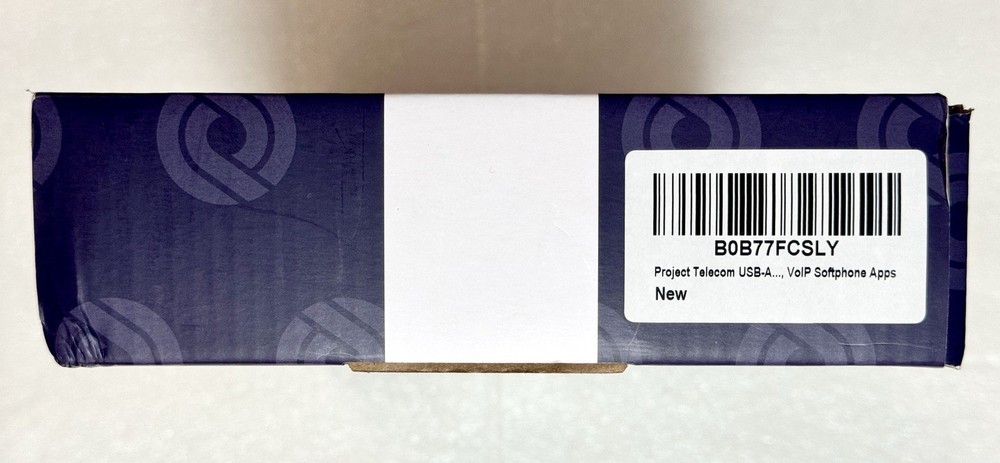 B0B77FCSLY
Project Telecom USB-A..., VoIP Softphone Apps
New